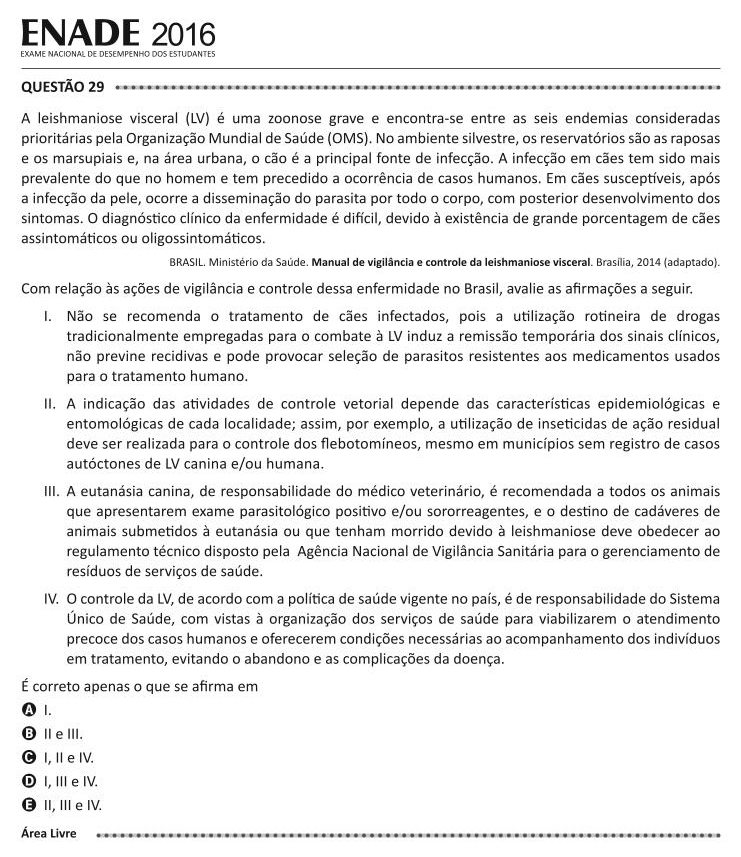 ENADE 2016
EXAME NACIONAL DE DESEMPENHO DOS ESTUDANTES
QUESTÃO 29
A leishmaniose visceral (LV) é uma zoonose grave e encontra-se entre as seis endemias consideradas
prioritárias pela Organização Mundial de Saúde (OMS). No ambiente silvestre, os reservatórios são as raposas
e os marsupiais e, na área urbana, o cão é a principal fonte de infecção. A infecção em cães tem sido mais
prevalente do que no homem e tem precedido a ocorrência de casos humanos. Em cães susceptíveis, após
a infecção da pele, ocorre a disseminação do parasita por todo o corpo, com posterior desenvolvimento dos
sintomas. O diagnóstico clínico da enfermidade é difícil, devido à existência de grande porcentagem de cães
assintomáticos ou oligossintomáticos.
BRASIL. Ministério da Saúde. Manual de vigilância e controle da leishmaniose visceral. Brasília, 2014 (adaptado).
Com relação às ações de vigilância e controle dessa enfermidade no Brasil, avalie as afirmações a seguir.
I. Não se recomenda o tratamento de cães infectados, pois a utilização rotineira de drogas
tradicionalmente empregadas para o combate à LV induz a remissão temporária dos sinais clínicos,
não previne recidivas e pode provocar seleção de parasitos resistentes aos medicamentos usados
para o tratamento humano.
II. A indicação das atividades de controle vetorial depende das características epidemiológicas e
entomológicas de cada localidade; assim, por exemplo, a utilização de inseticidas de ação residual
deve ser realizada para o controle dos flebotomíneos, mesmo em municípios sem registro de casos
autóctones de LV canina e/ou humana.
III. A eutanásia canina, de responsabilidade do médico veterinário, é recomendada a todos os animais
que apresentarem exame parasitológico positivo e/ou sororreagentes, e o destino de cadáveres de
animais submetidos à eutanásia ou que tenham morrido devido à leishmaniose deve obedecer ao
regulamento técnico disposto pela Agência Nacional de Vigilância Sanitária para o gerenciamento de
resíduos de serviços de saúde.
IV. O controle da LV, de acordo com a política de saúde vigente no país, é de responsabilidade do Sistema
Único de Saúde, com vistas à organização dos serviços de saúde para viabilizarem o atendimento
precoce dos casos humanos e oferecerem condições necessárias ao acompanhamento dos indivíduos
em tratamento, evitando o abandono e as complicações da doença.
É correto apenas o que se afirma em
A I.
B II e III.
C I, II e IV.
D I, III e IV.
E II, III e IV.
Área Livre